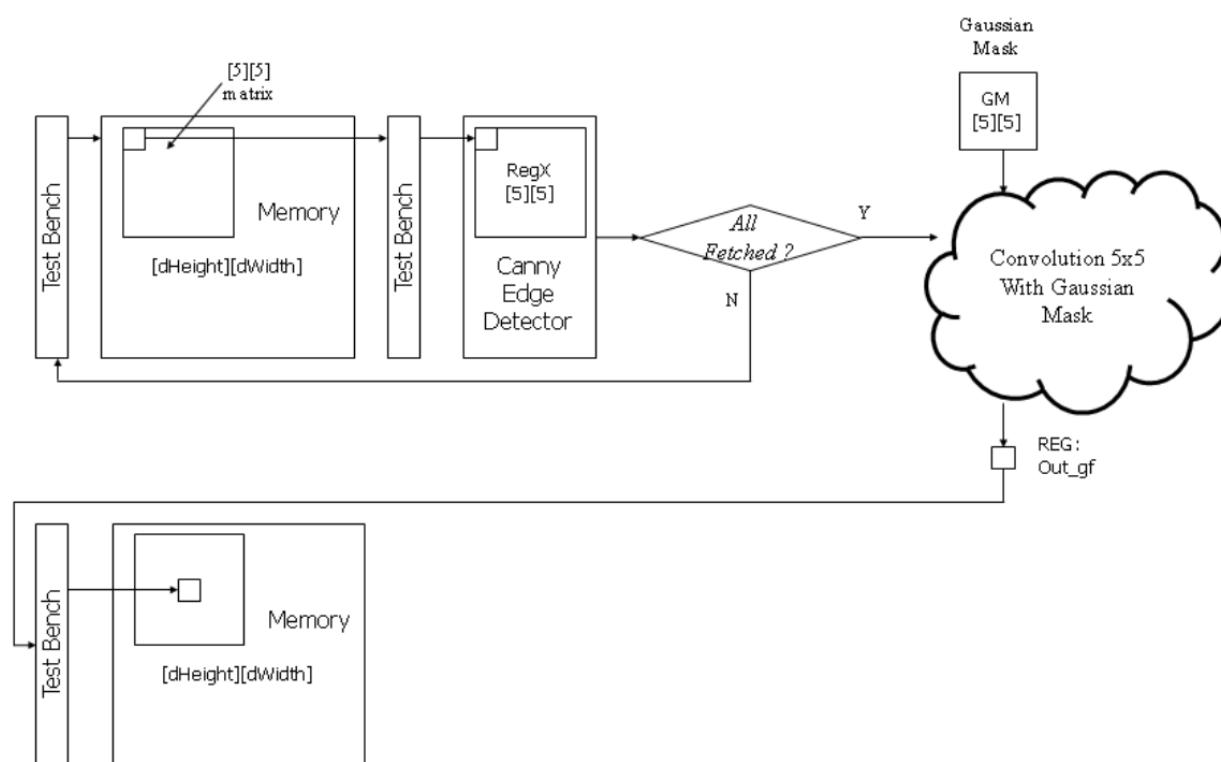 Gaussian
Mask
[5][5]
matrix
GM
[5][5]
Test Bench
Memory
[dHeight][dWidth]
Test Bench
RegX
[5][5]
Canny
Edge
Detector
All
Fetched ?
Y
N
Convolution 5x5
With Gaussian
Mask
REG:
Out_gf
Test Bench
Memory
[dHeight][dWidth]